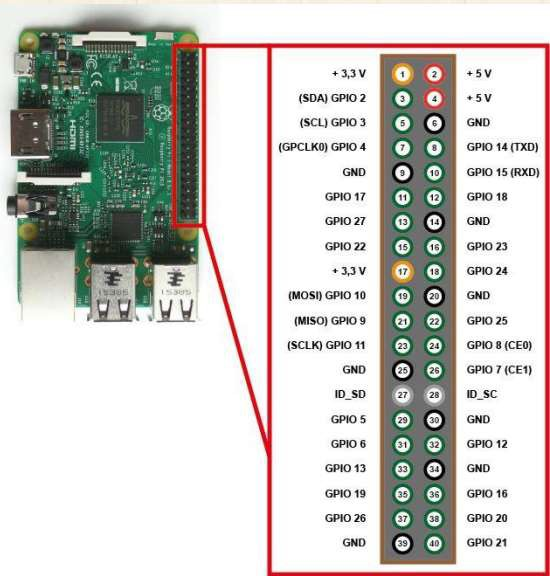 + 3,3 V 1 2 + 5 V
(SDA) GPIO 2 3 4 + 5 V
(SCL) GPIO 3 5 6 GND
(GPCLK0) GPIO 4 7 8 GPIO 14 (TXD)
GND 9 10 GPIO 15 (RXD)
GPIO 17 11 12 GPIO 18
GPIO 27 13 14 GND
GPIO 22 15 16 GPIO 23
+ 3,3 V 17 18 GPIO 24
(MOSI) GPIO 10 19 20 GND
(MISO) GPIO 9 21 22 GPIO 25
(SCLK) GPIO 11 23 24 GPIO 8 (CE0)
GND 25 26 GPIO 7 (CE1)
ID_SD 27 28 ID_SC
GPIO 5 29 30 GND
GPIO 6 31 32 GPIO 12
GPIO 13 33 34 GND
GPIO 19 35 36 GPIO 16
GPIO 26 37 38 GPIO 20
GND 39 40 GPIO 21
HDMI
CE